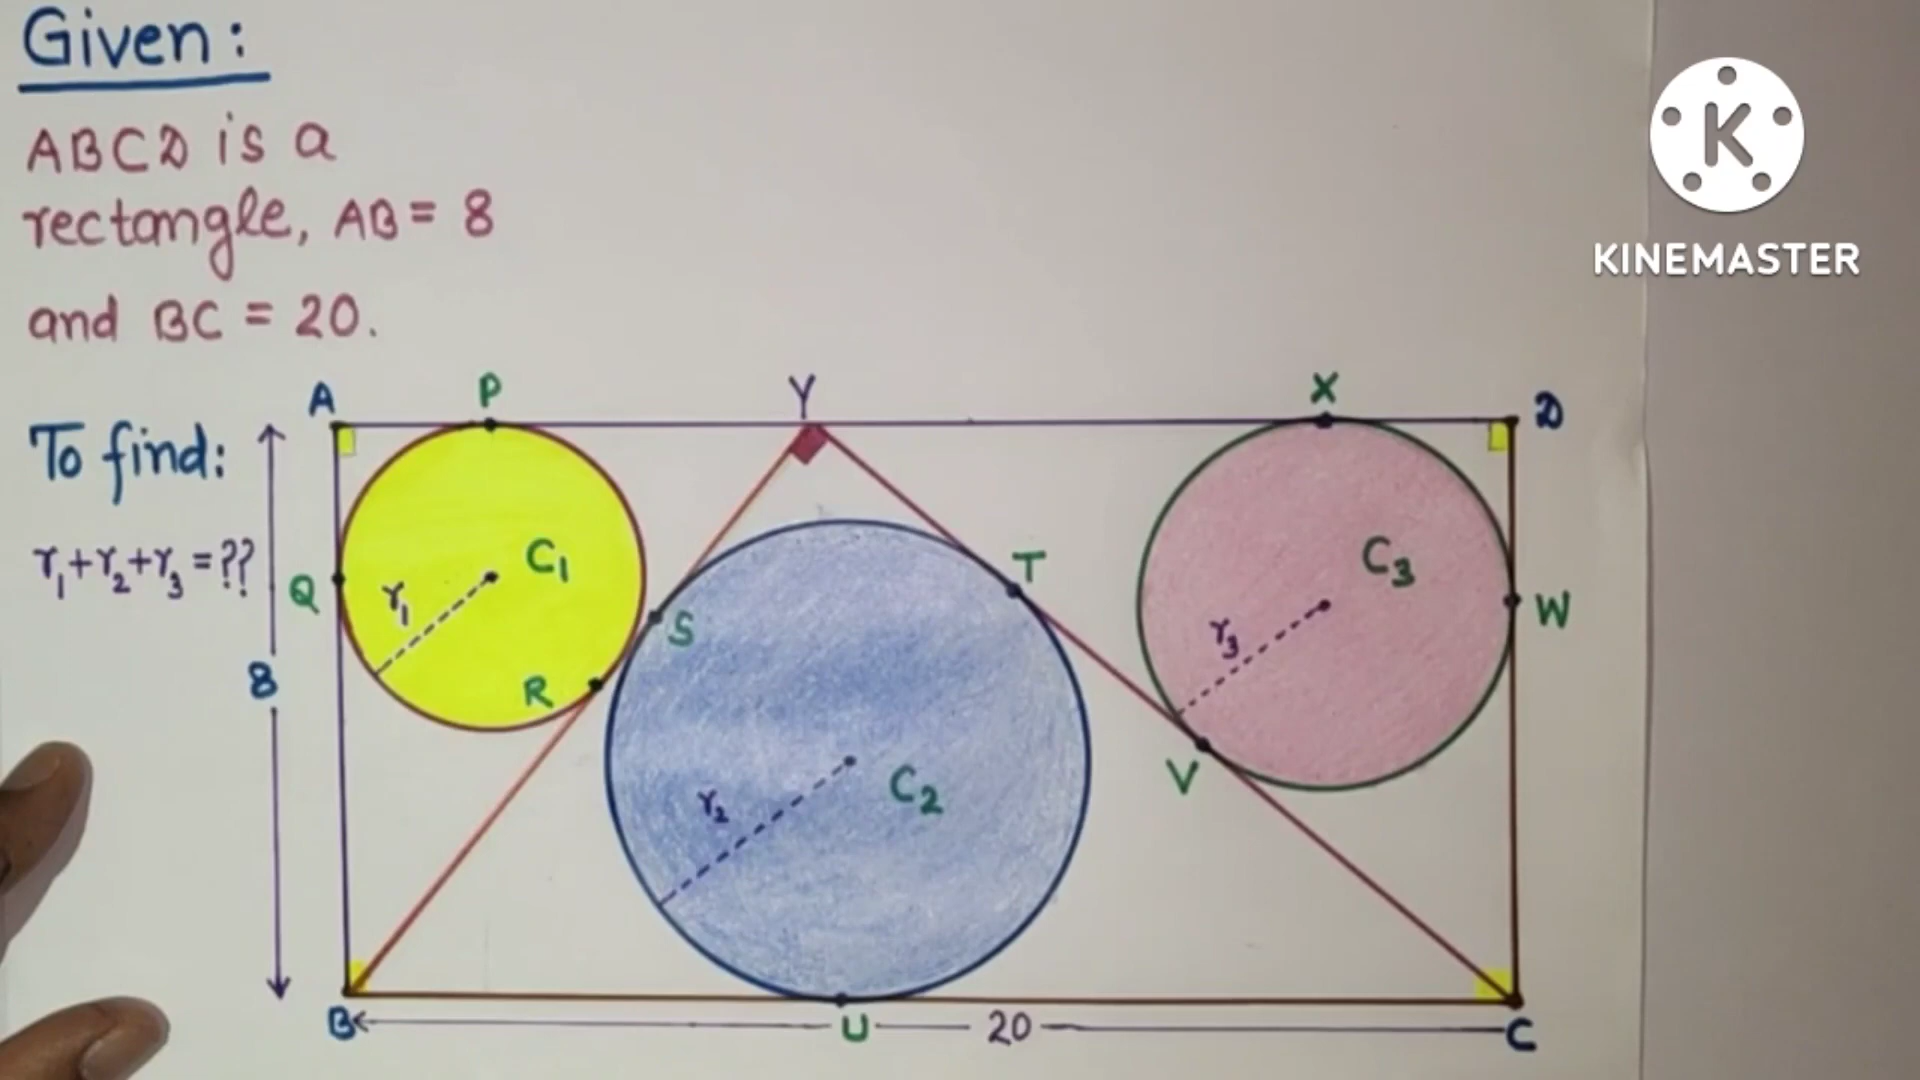 Given:
ABCD is a
rectangle, AB = 8
and BC = 20.
To find:
r₁+r₂+r₃=??
K
KINEMASTER
A
P
Y
X
D
Q
r₁
C₁
S
T
r₃
C₃
W
8
R
r₂
C₂
V
B
U
20
C